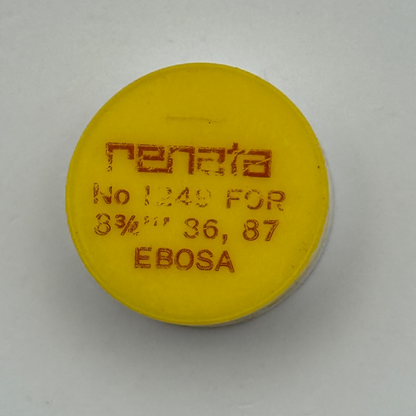 renata
No 1249 FOR
8¾''' 36, 87
EBOSA